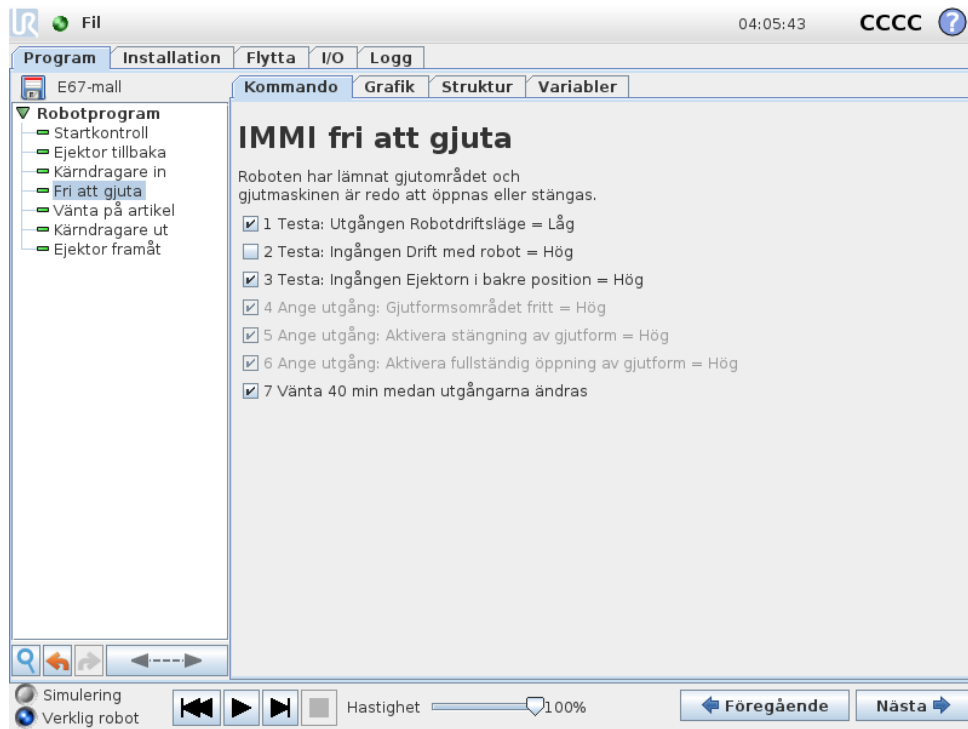 UR Fil 04:05:43 CCCC ?
Program Installation Flytta I/O Logg
E67-mall
Kommando Grafik Struktur Variabler
Robotprogram
Startkontroll
Ejektor tillbaka
Kärndragare in
Fri att gjuta
Vänta på artikel
Kärndragare ut
Ejektor framåt
IMMI fri att gjuta
Roboten har lämnat gjutområdet och
gjutmaskinen är redo att öppnas eller stängas.
1 Testa: Utgången Robotdriftsläge = Låg
2 Testa: Ingången Drift med robot = Hög
3 Testa: Ingången Ejektorn i bakre position = Hög
4 Ange utgång: Gjutformsområdet fritt = Hög
5 Ange utgång: Aktivera stängning av gjutform = Hög
6 Ange utgång: Aktivera fullständig öppning av gjutform = Hög
7 Vänta 40 min medan utgångarna ändras
Simulering
Verklig robot
Hastighet 100%
Föregående
Nästa